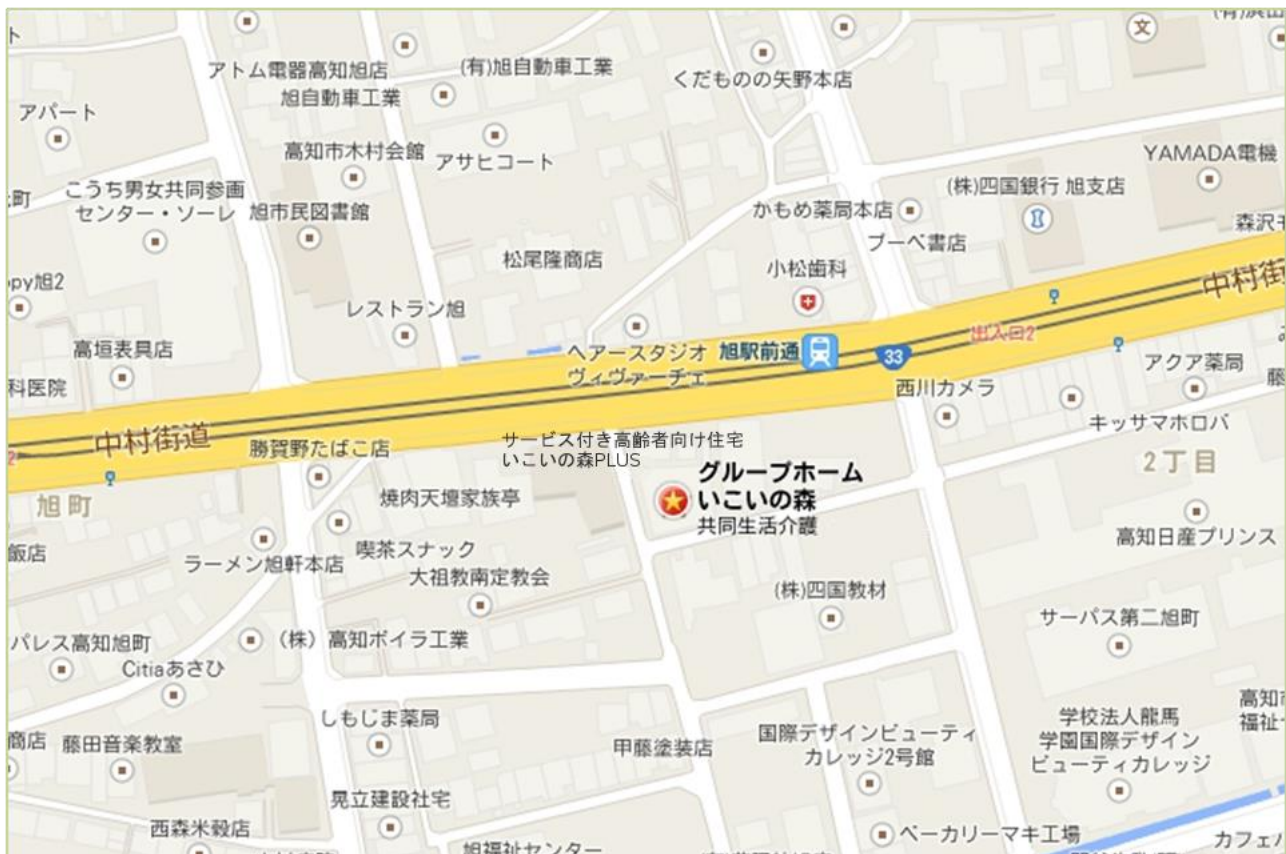 アトム電器高知旭店
(有)旭自動車工業
旭自動車工業
くだものの矢野本店
文
アパート
高知市木村会館
アサヒコート
YAMADA電機
こうち男女共同参画
センター・ソーレ
旭市民図書館
(株)四国銀行 旭支店
かもめ薬局本店
ブーベ書店
松尾隆商店
小松歯科
py旭2
レストラン旭
中村街
出入口2
高垣表具店
ヘアースタジオ
ヴィヴァーチェ
旭駅前通
33
アクア薬局
科医院
西川カメラ
キッサマホロバ
中村街道
勝賀野たばこ店
サービス付き高齢者向け住宅
いこいの森PLUS
グループホーム
いこいの森
共同生活介護
2丁目
旭町
焼肉天壇家族亭
飯店
ラーメン旭軒本店
喫茶スナック
大祖教南定教会
高知日産プリンス
(株)四国教材
サーパス第二旭町
パレス高知旭町
(株）高知ボイラ工業
Citiaあさひ
しもじま薬局
商店
藤田音楽教室
甲藤塗装店
国際デザインビューティ
カレッジ2号館
学校法人龍馬
学園国際デザイン
ビューティカレッジ
晃立建設社宅
西森米穀店
ベーカリーマキ工場
旭福祉センター